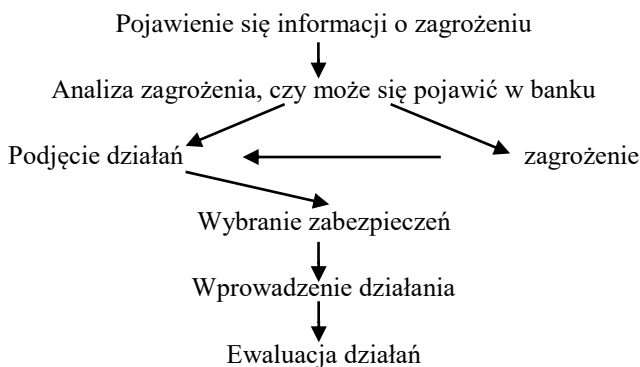 Pojawienie się informacji o zagrożeniu
Analiza zagrożenia, czy może się pojawić w banku
Podjęcie działań zagrożenie
Wybranie zabezpieczeń
Wprowadzenie działania
Ewaluacja działań